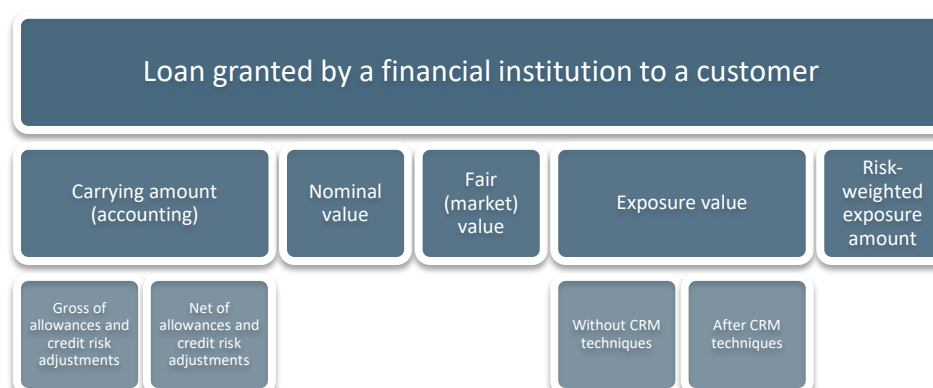 Loan granted by a financial institution to a customer
Carrying amount
(accounting)
Nominal
value
Fair
(market)
value
Exposure value
Risk-
weighted
exposure
amount
Gross of
allowances and
credit risk
adjustments
Net of
allowances and
credit risk
adjustments
Without CRM
techniques
After CRM
techniques